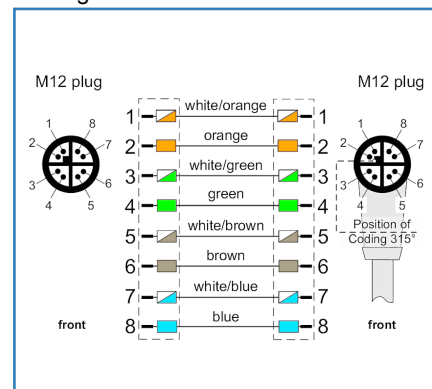 M12 plug
M12 plug
1 8
2 7
3 6
4 5
1 white/orange 1
2 orange 2
3 white/green 3
4 green 4
5 white/brown 5
6 brown 6
7 white/blue 7
8 blue 8
1 8
2 7
3 6
4 5
Position of
Coding 315°
front
front